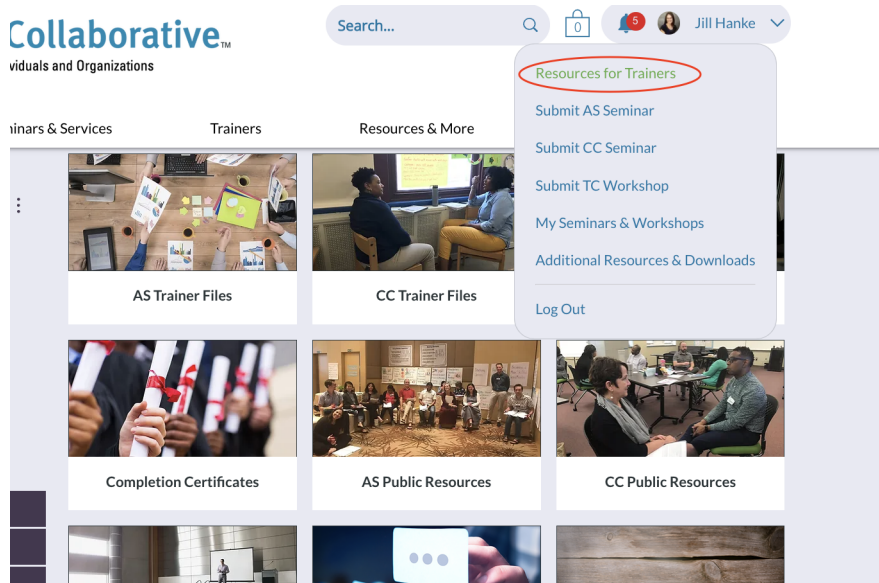 Collaborative™
viduals and Organizations
Search...
0
5
Jill Hanke
Resources for Trainers
Submit AS Seminar
Submit CC Seminar
Submit TC Workshop
My Seminars & Workshops
Additional Resources & Downloads
Log Out
inars & Services
Trainers
Resources & More
AS Trainer Files
CC Trainer Files
Completion Certificates
AS Public Resources
CC Public Resources